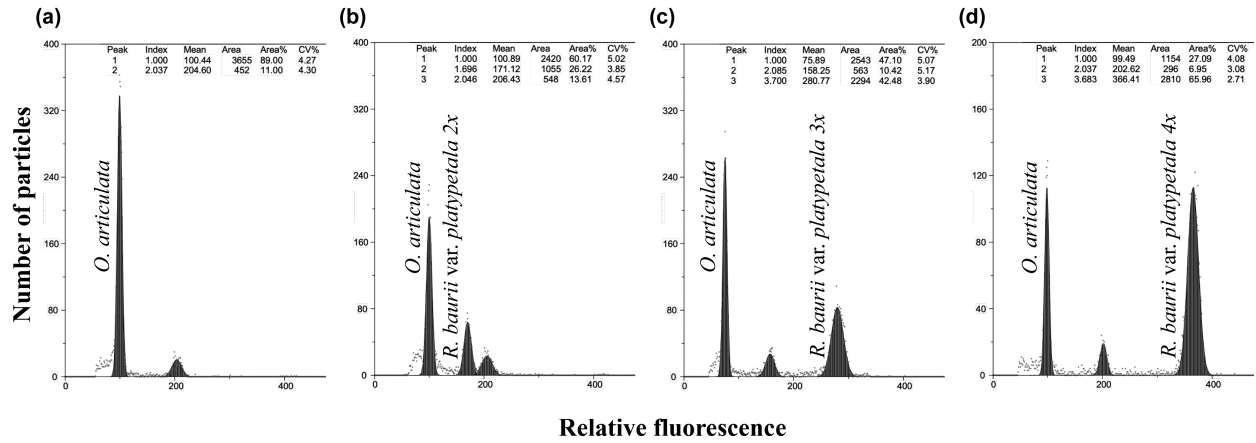 (a)
Peak Index Mean Area Area% CV%
1 1.000 100.44 3655 89.00 4.27
2 2.037 204.60 452 11.00 4.30
400
320
240
160
80
0
O. articulata
0 200 400
(b)
Peak Index Mean Area Area% CV%
1 1.000 100.89 2420 60.17 5.02
2 1.696 171.12 1055 26.22 3.85
3 2.046 206.43 548 13.61 4.57
400
320
240
160
80
0
O. articulata
R. baurii var. platypetala 2x
0 200 400
(c)
Peak Index Mean Area Area% CV%
1 1.000 75.89 2543 47.10 5.07
2 2.085 158.25 563 10.42 5.17
3 3.700 280.77 2294 42.48 3.90
400
320
240
160
80
0
O. articulata
R. baurii var. platypetala 3x
0 200 400
(d)
Peak Index Mean Area Area% CV%
1 1.000 99.49 1154 27.09 4.08
2 2.037 202.62 296 6.95 3.08
3 3.683 366.41 2810 65.96 2.71
200
160
120
80
40
0
O. articulata
R. baurii var. platypetala 4x
0 200 400
Number of particles
Relative fluorescence